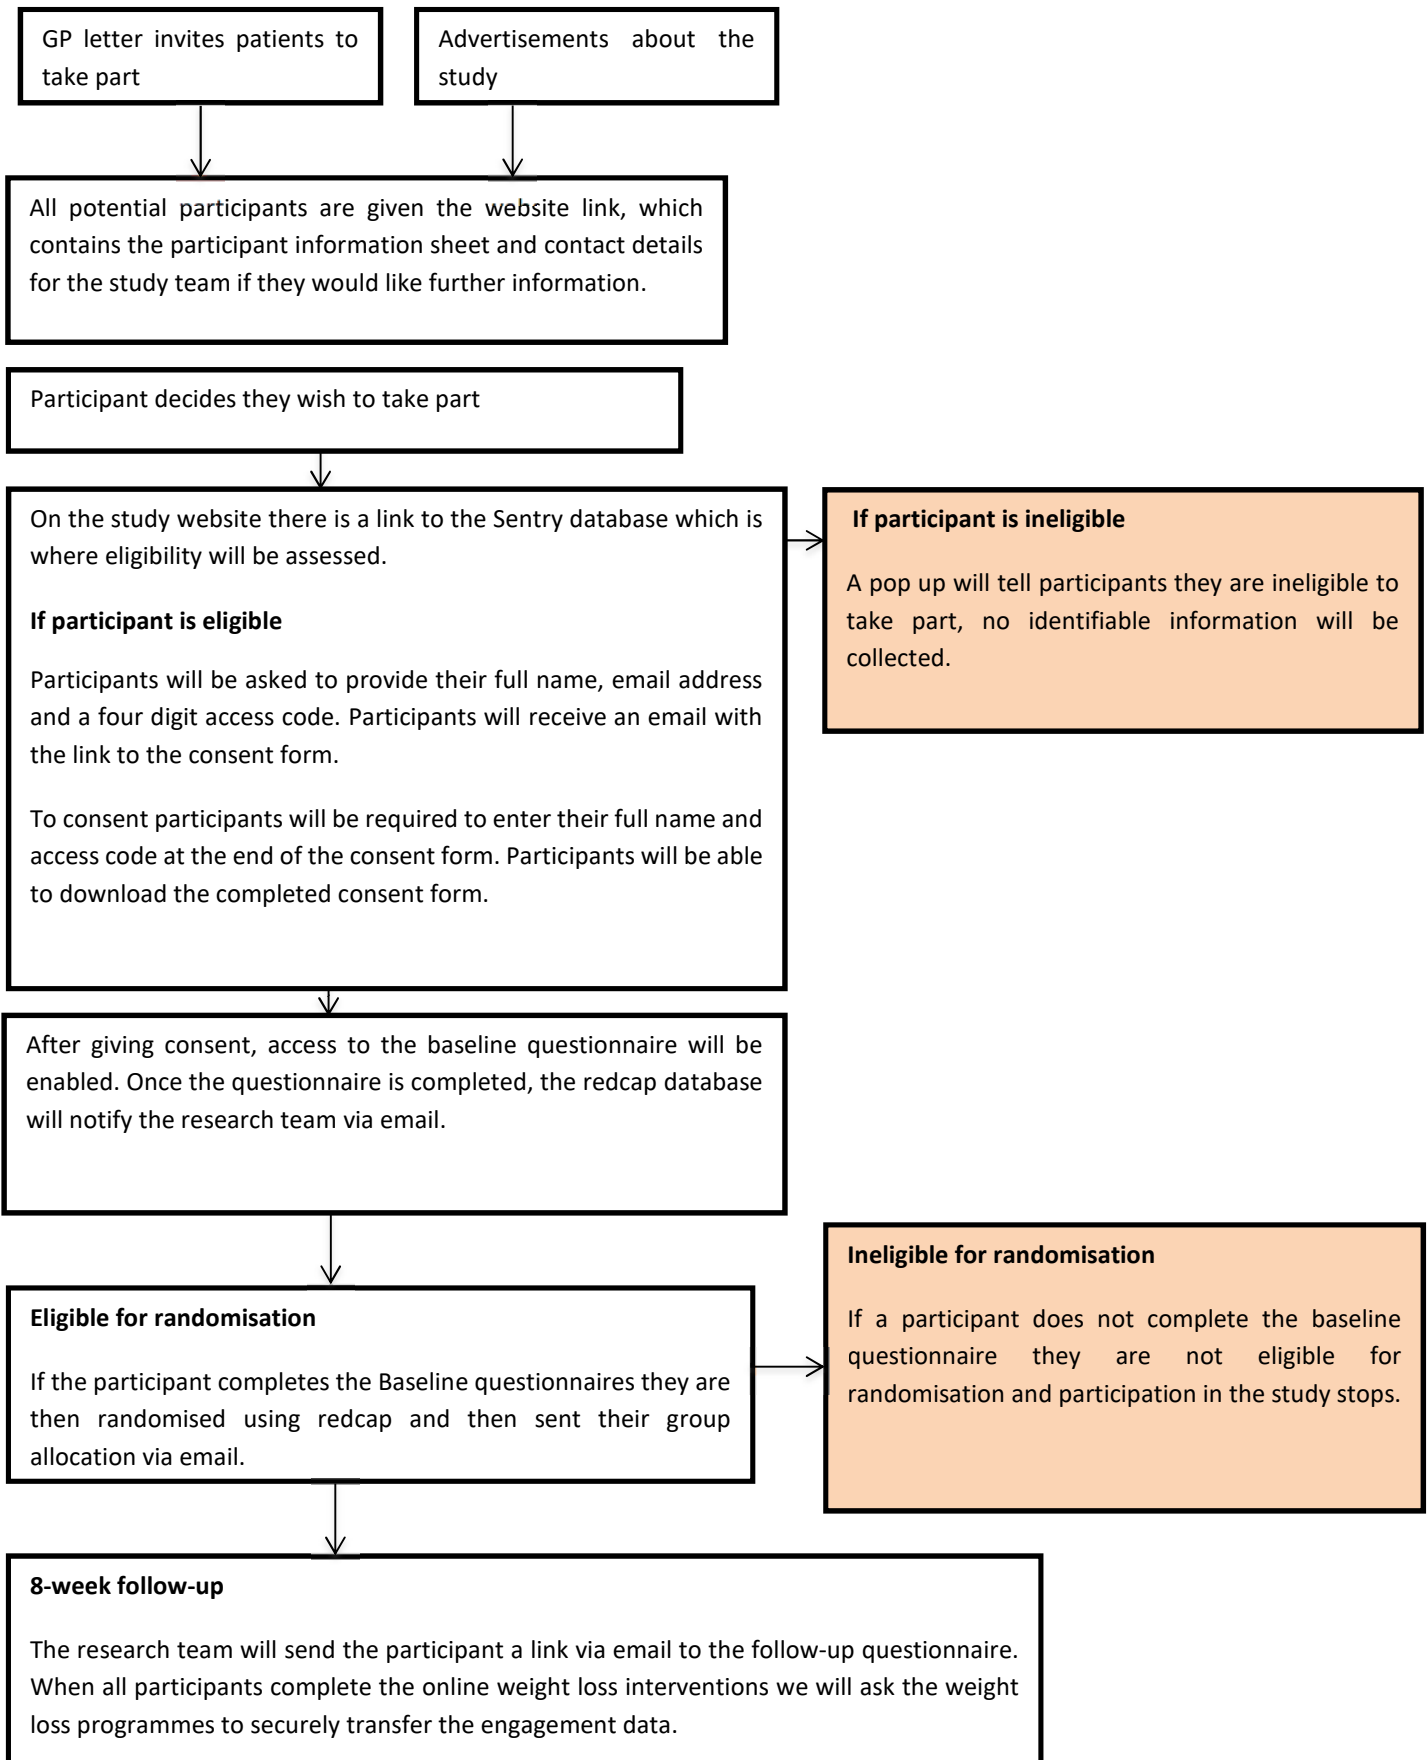 GP letter invites patients to
take part
Advertisements about the
study
All potential participants are given the website link, which
contains the participant information sheet and contact details
for the study team if they would like further information.
Participant decides they wish to take part
On the study website there is a link to the Sentry database which is
where eligibility will be assessed.
If participant is eligible
Participants will be asked to provide their full name, email address
and a four digit access code. Participants will receive an email with
the link to the consent form.
To consent participants will be required to enter their full name and
access code at the end of the consent form. Participants will be able
to download the completed consent form.
If participant is ineligible
A pop up will tell participants they are ineligible to
take part, no identifiable information will be
collected.
After giving consent, access to the baseline questionnaire will be
enabled. Once the questionnaire is completed, the redcap database
will notify the research team via email.
Eligible for randomisation
If the participant completes the Baseline questionnaires they are
then randomised using redcap and then sent their group
allocation via email.
Ineligible for randomisation
If a participant does not complete the baseline
questionnaire they are not eligible for
randomisation and participation in the study stops.
8-week follow-up
The research team will send the participant a link via email to the follow-up questionnaire.
When all participants complete the online weight loss interventions we will ask the weight
loss programmes to securely transfer the engagement data.